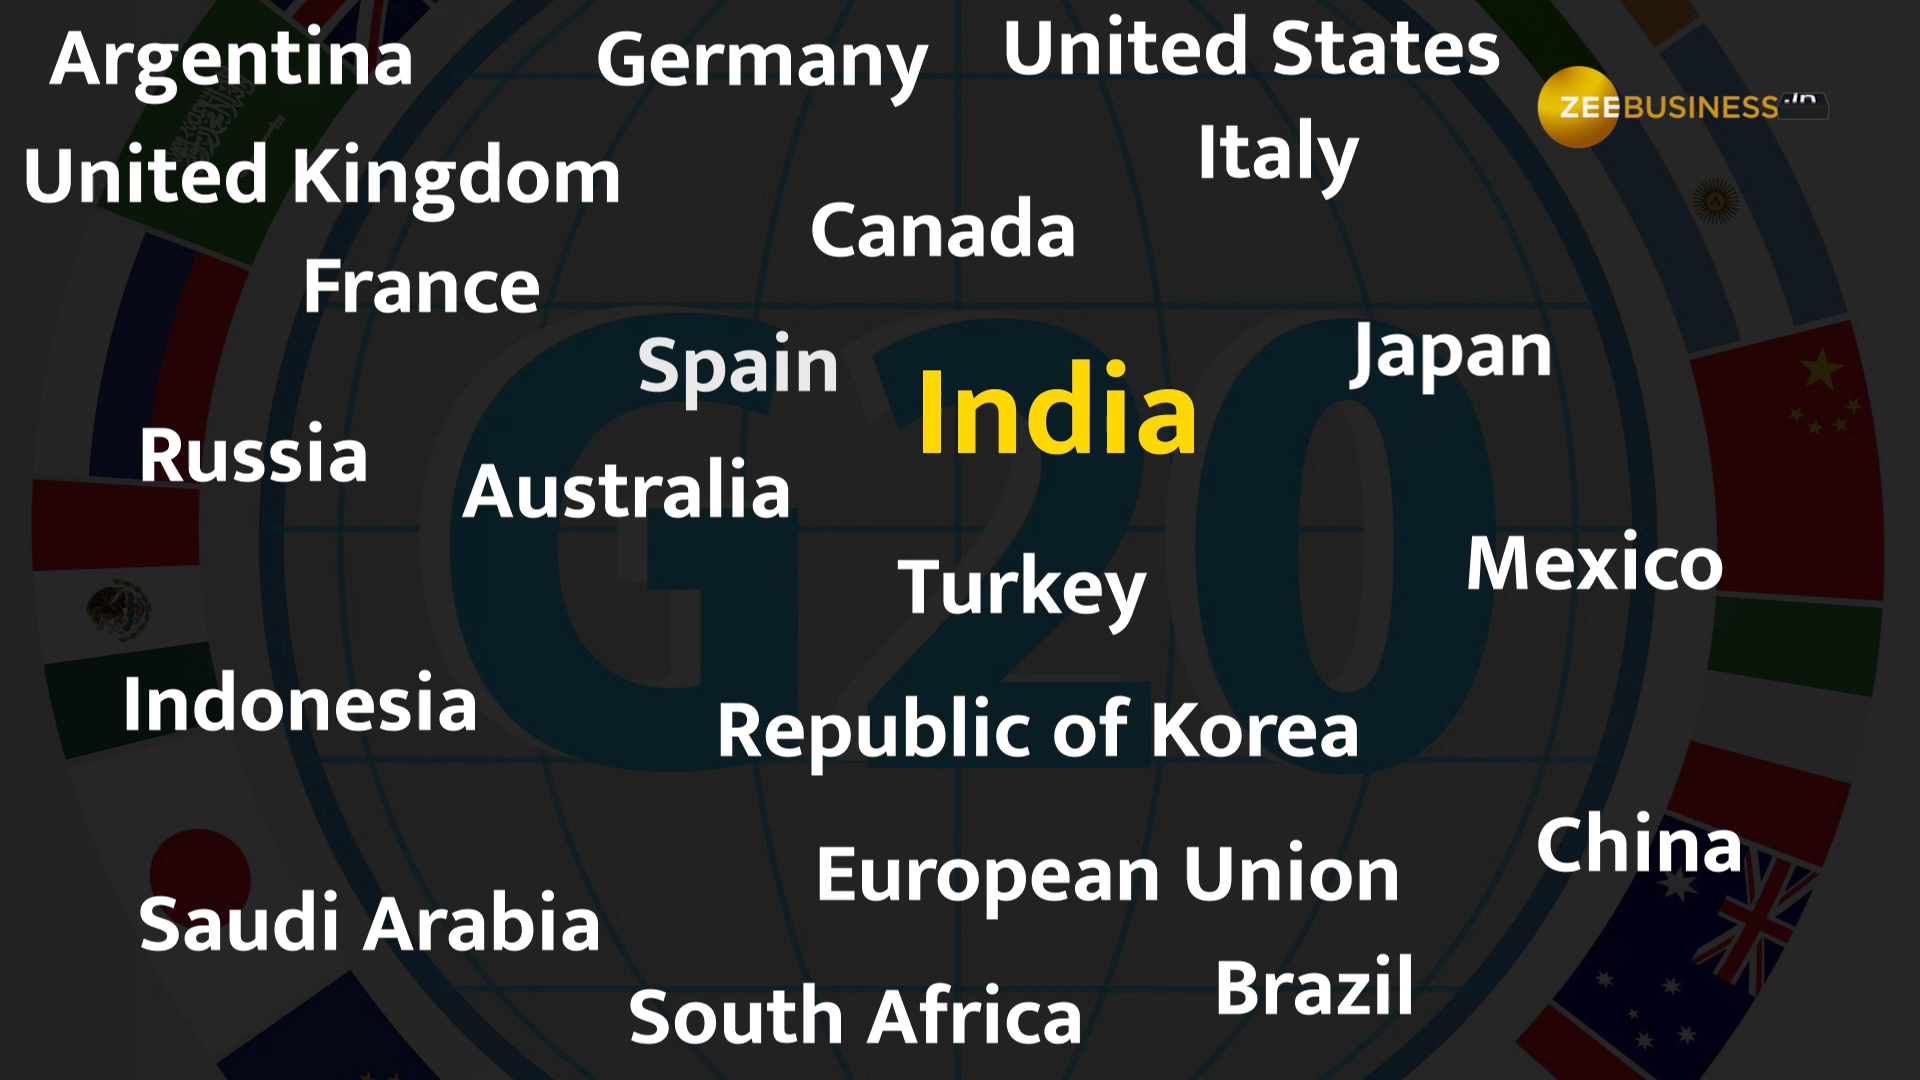 Argentina
Germany
United States
ZEEBUSINESS
United Kingdom
Italy
Canada
France
Spain
India
Japan
Russia
Australia
Turkey
Mexico
Indonesia
Republic of Korea
China
European Union
Saudi Arabia
South Africa
Brazil
G20